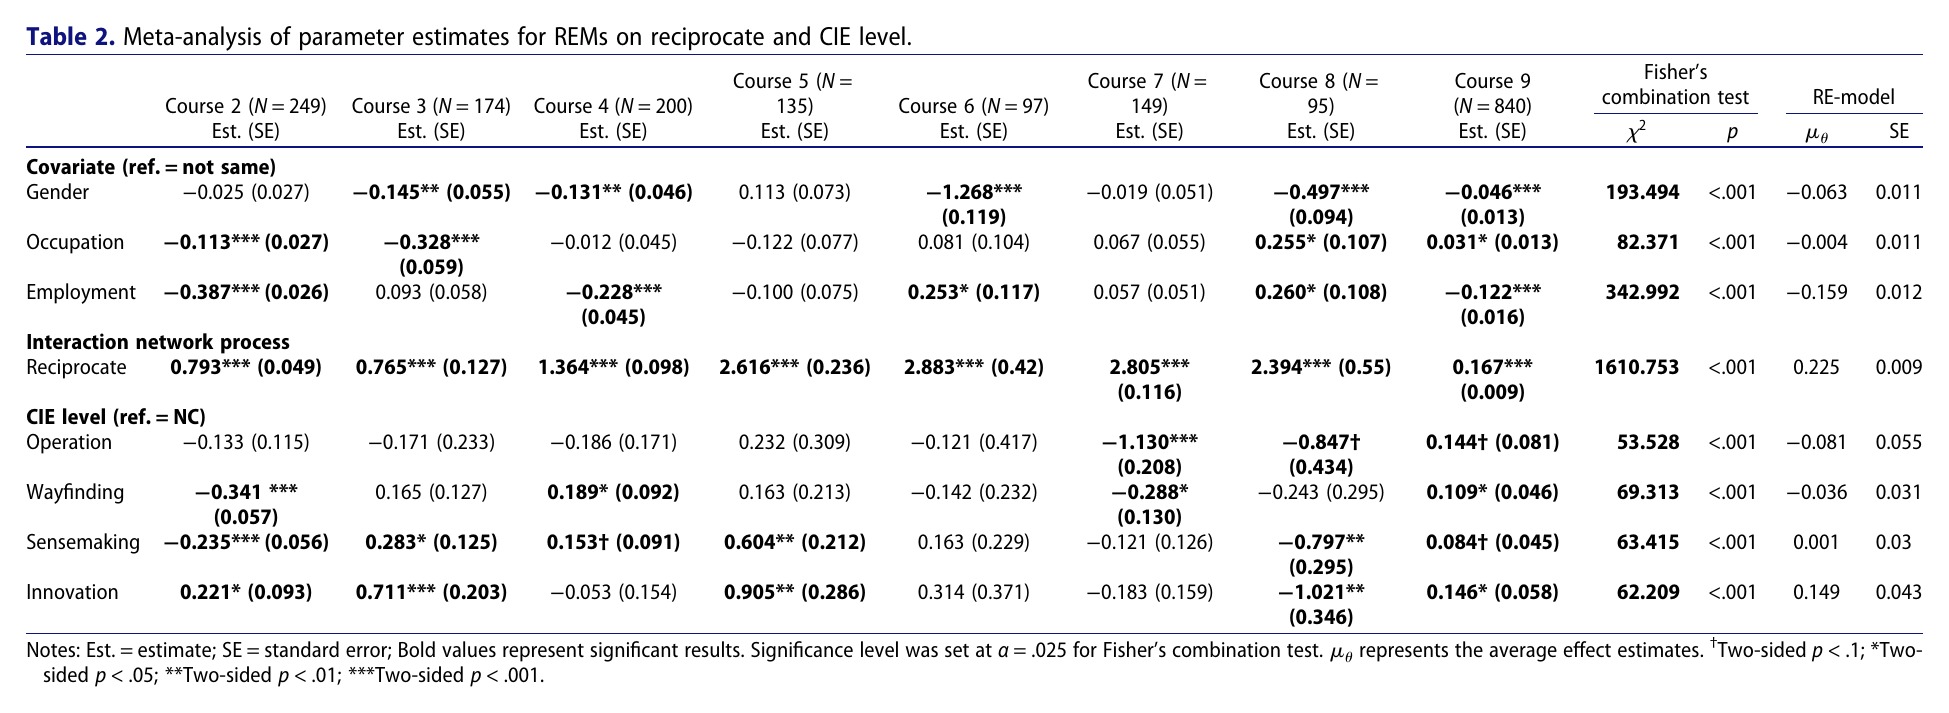 Table 2. Meta-analysis of parameter estimates for REMs on reciprocate and CIE level.
Course 2 (N = 249) Est. (SE) Course 3 (N = 174) Est. (SE) Course 4 (N = 200) Est. (SE) Course 5 (N = 135) Est. (SE) Course 6 (N = 97) Est. (SE) Course 7 (N = 149) Est. (SE) Course 8 (N = 95) Est. (SE) Course 9 (N = 840) Est. (SE) Fisher's combination test RE-model
χ² p μθ SE
Covariate (ref. = not same)
Gender −0.025 (0.027) −0.145** (0.055) −0.131** (0.046) 0.113 (0.073) −1.268*** (0.119) −0.019 (0.051) −0.497*** (0.094) −0.046*** (0.013) 193.494 <.001 −0.063 0.011
Occupation −0.113*** (0.027) −0.328*** (0.059) −0.012 (0.045) −0.122 (0.077) 0.081 (0.104) 0.067 (0.055) 0.255* (0.107) 0.031* (0.013) 82.371 <.001 −0.004 0.011
Employment −0.387*** (0.026) 0.093 (0.058) −0.228*** (0.045) −0.100 (0.075) 0.253* (0.117) 0.057 (0.051) 0.260* (0.108) −0.122*** (0.016) 342.992 <.001 −0.159 0.012
Interaction network process
Reciprocate 0.793*** (0.049) 0.765*** (0.127) 1.364*** (0.098) 2.616*** (0.236) 2.883*** (0.42) 2.805*** (0.116) 2.394*** (0.55) 0.167*** (0.009) 1610.753 <.001 0.225 0.009
CIE level (ref. = NC)
Operation −0.133 (0.115) −0.171 (0.233) −0.186 (0.171) 0.232 (0.309) −0.121 (0.417) −1.130*** (0.208) −0.847† (0.434) 0.144† (0.081) 53.528 <.001 −0.081 0.055
Wayfinding −0.341 *** (0.057) 0.165 (0.127) 0.189* (0.092) 0.163 (0.213) −0.142 (0.232) −0.288* (0.130) −0.243 (0.295) 0.109* (0.046) 69.313 <.001 −0.036 0.031
Sensemaking −0.235*** (0.056) 0.283* (0.125) 0.153† (0.091) 0.604** (0.212) 0.163 (0.229) −0.121 (0.126) −0.797** (0.295) 0.084† (0.045) 63.415 <.001 0.001 0.03
Innovation 0.221* (0.093) 0.711*** (0.203) −0.053 (0.154) 0.905** (0.286) 0.314 (0.371) −0.183 (0.159) −1.021** (0.346) 0.146* (0.058) 62.209 <.001 0.149 0.043
Notes: Est. = estimate; SE = standard error; Bold values represent significant results. Significance level was set at α = .025 for Fisher's combination test. μθ represents the average effect estimates. †Two-sided p < .1; *Two-
sided p < .05; **Two-sided p < .01; ***Two-sided p < .001.